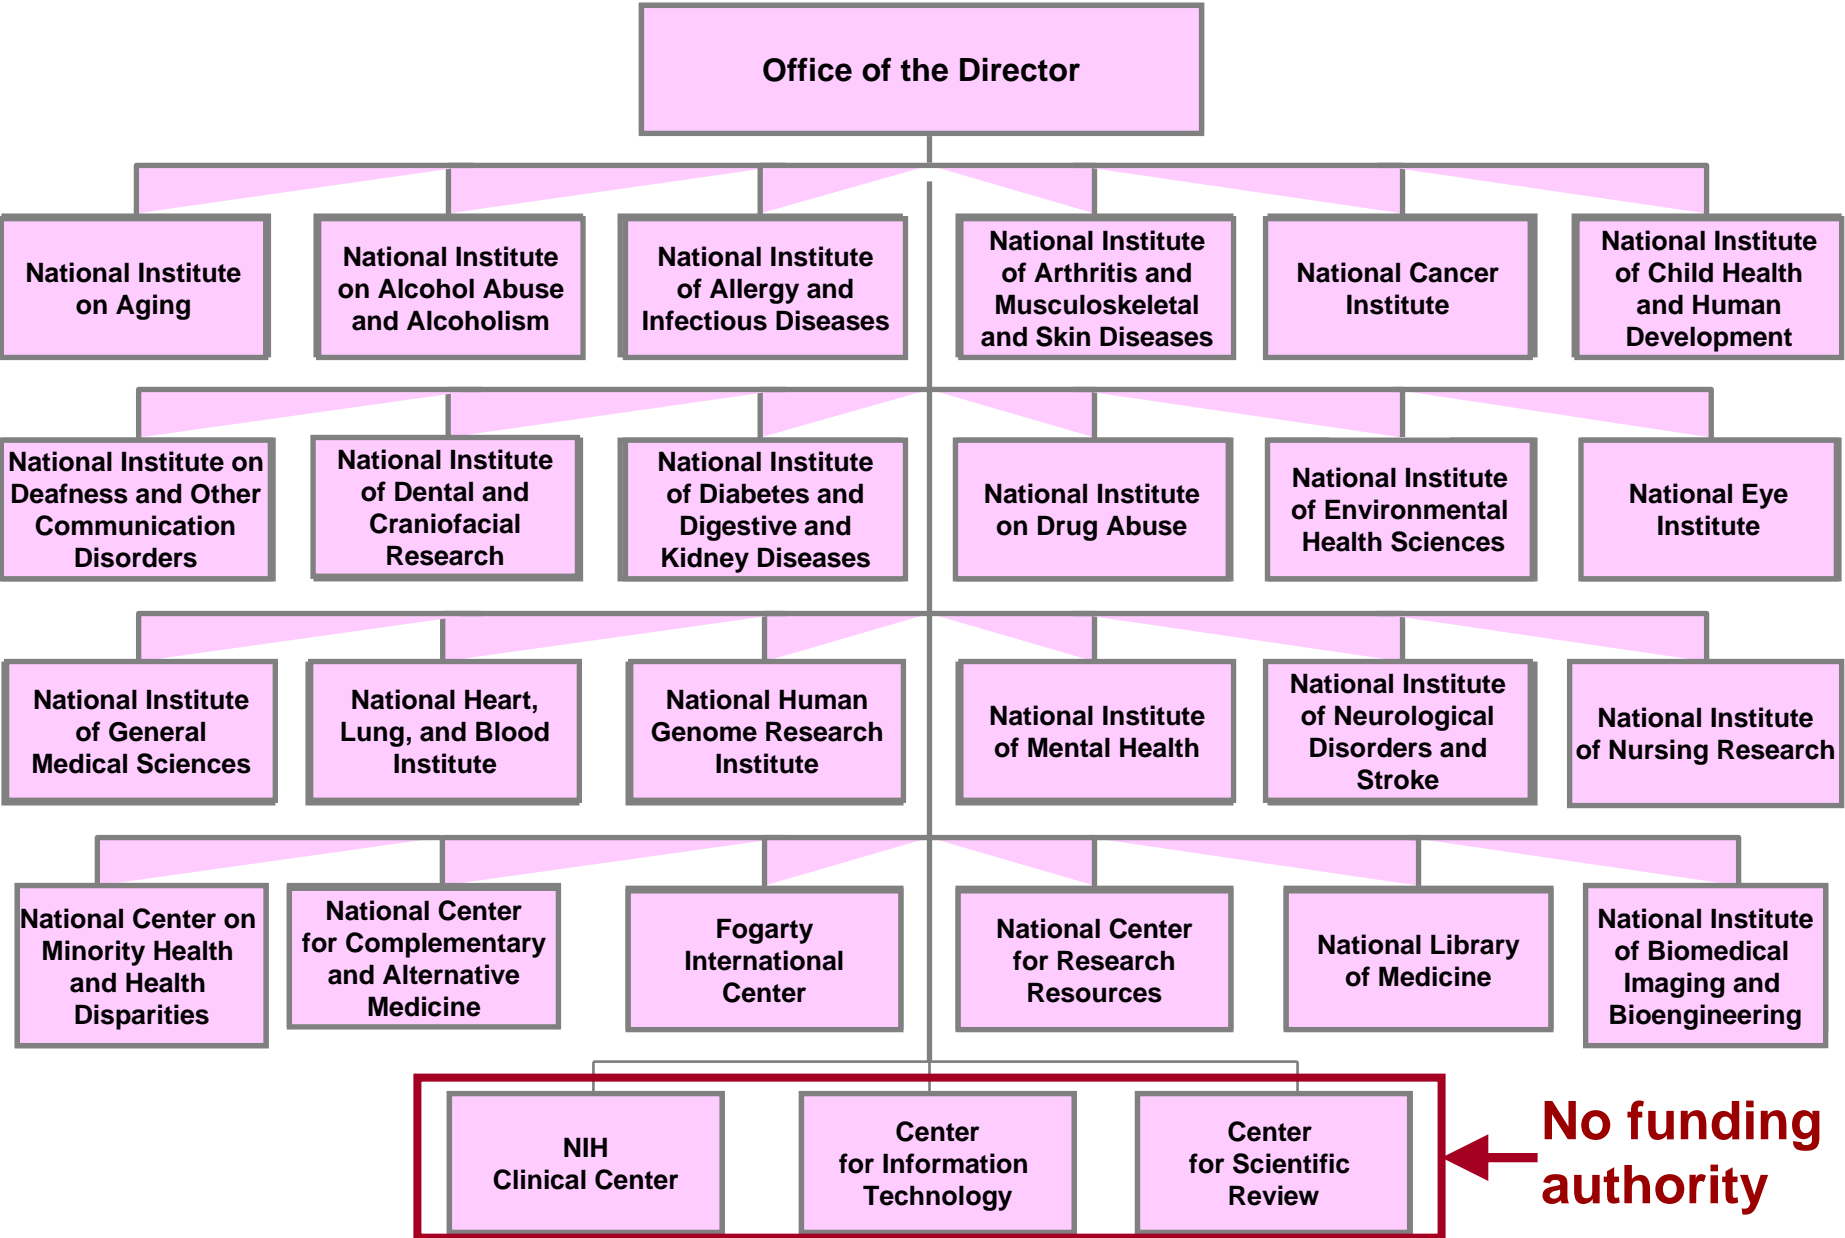 Office of the Director
National Institute
on Aging
National Institute
on Alcohol Abuse
and Alcoholism
National Institute
of Allergy and
Infectious Diseases
National Institute
of Arthritis and
Musculoskeletal
and Skin Diseases
National Cancer
Institute
National Institute
of Child Health
and Human
Development
National Institute on
Deafness and Other
Communication
Disorders
National Institute
of Dental and
Craniofacial
Research
National Institute
of Diabetes and
Digestive and
Kidney Diseases
National Institute
on Drug Abuse
National Institute
of Environmental
Health Sciences
National Eye
Institute
National Institute
of General
Medical Sciences
National Heart,
Lung, and Blood
Institute
National Human
Genome Research
Institute
National Institute
of Mental Health
National Institute
of Neurological
Disorders and
Stroke
National Institute
of Nursing Research
National Center on
Minority Health
and Health
Disparities
National Center
for Complementary
and Alternative
Medicine
Fogarty
International
Center
National Center
for Research
Resources
National Library
of Medicine
National Institute
of Biomedical
Imaging and
Bioengineering
NIH
Clinical Center
Center
for Information
Technology
Center
for Scientific
Review
No funding
authority